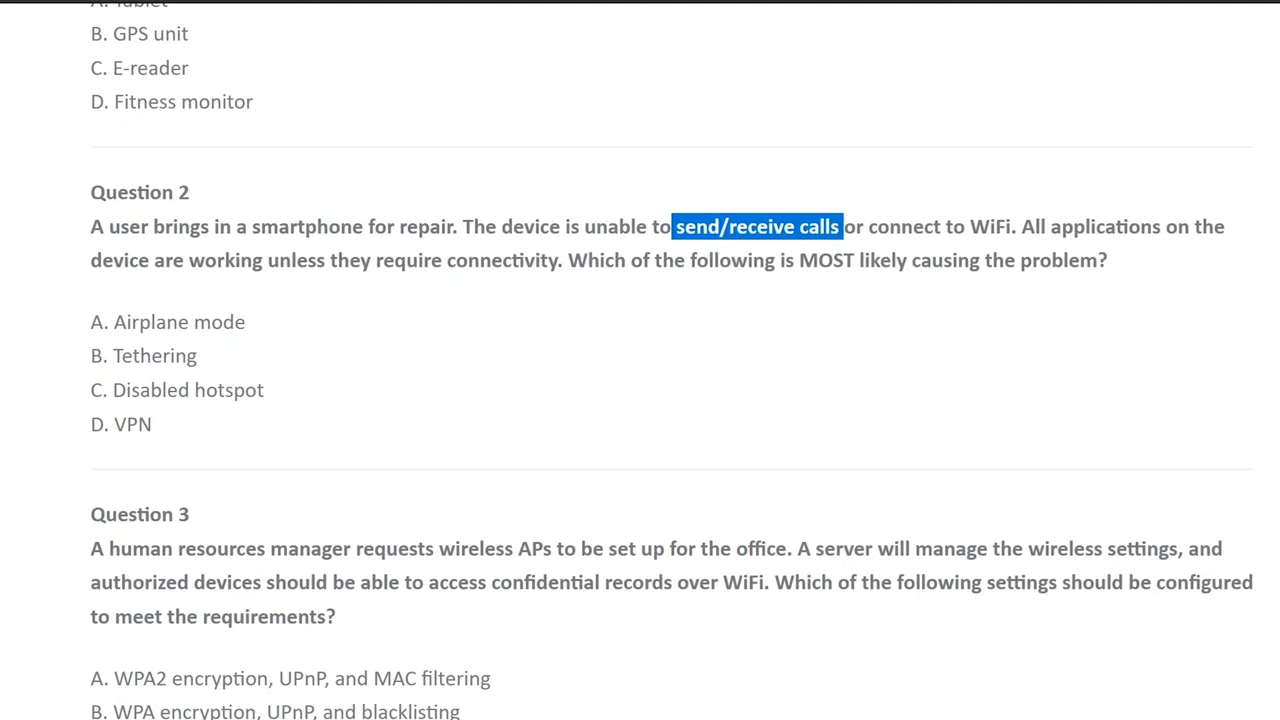 A. Tablet
B. GPS unit
C. E-reader
D. Fitness monitor
Question 2
A user brings in a smartphone for repair. The device is unable to send/receive calls or connect to WiFi. All applications on the
device are working unless they require connectivity. Which of the following is MOST likely causing the problem?
A. Airplane mode
B. Tethering
C. Disabled hotspot
D. VPN
Question 3
A human resources manager requests wireless APs to be set up for the office. A server will manage the wireless settings, and
authorized devices should be able to access confidential records over WiFi. Which of the following settings should be configured
to meet the requirements?
A. WPA2 encryption, UPnP, and MAC filtering
B. WPA encryption, UPnP, and blacklisting